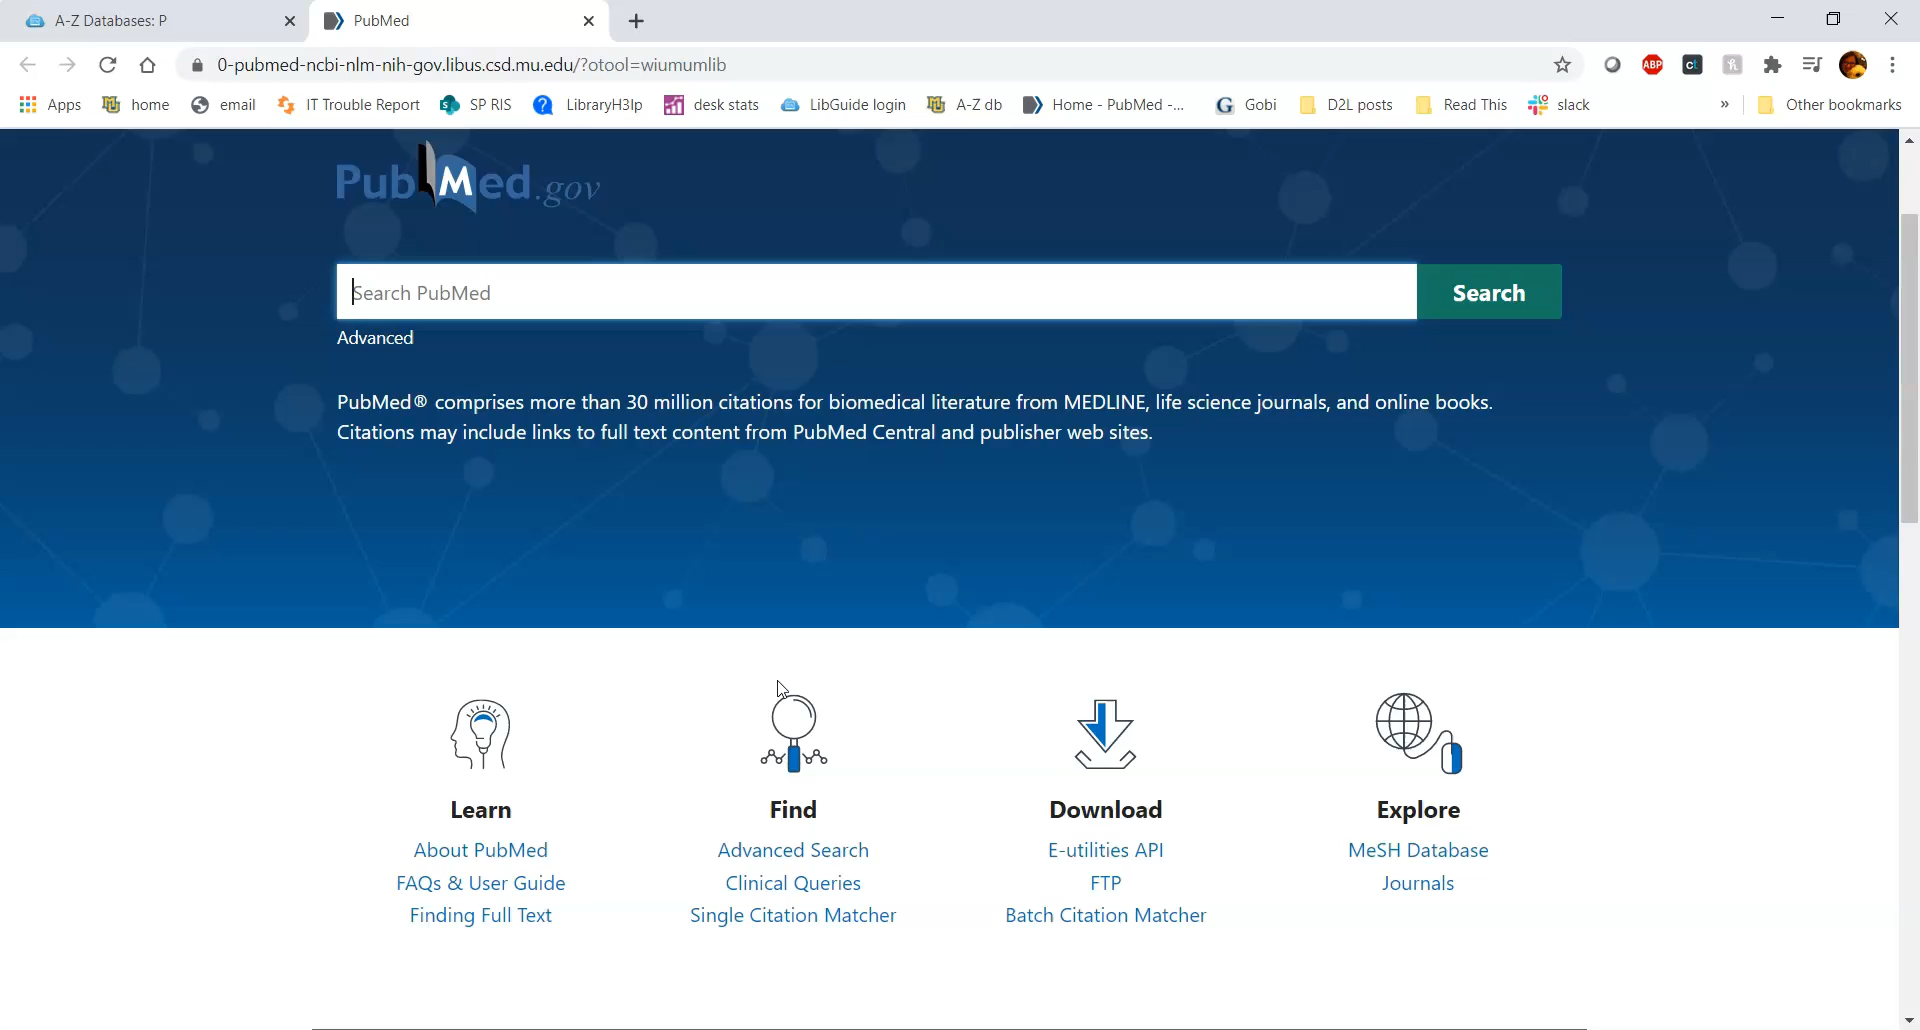 A-Z Databases: P
PubMed
0-pubmed-ncbi-nlm-nih-gov.libus.csd.mu.edu/?otool=wiumumlib
ABP
ct
Apps home email IT Trouble Report SP RIS LibraryH3lp desk stats LibGuide login A-Z db Home - PubMed -... Gobi D2L posts Read This slack » Other bookmarks
PubMed.gov
Search PubMed Search
Advanced
PubMed® comprises more than 30 million citations for biomedical literature from MEDLINE, life science journals, and online books.
Citations may include links to full text content from PubMed Central and publisher web sites.
Learn Find Download Explore
About PubMed Advanced Search E-utilities API MeSH Database
FAQs & User Guide Clinical Queries FTP Journals
Finding Full Text Single Citation Matcher Batch Citation Matcher